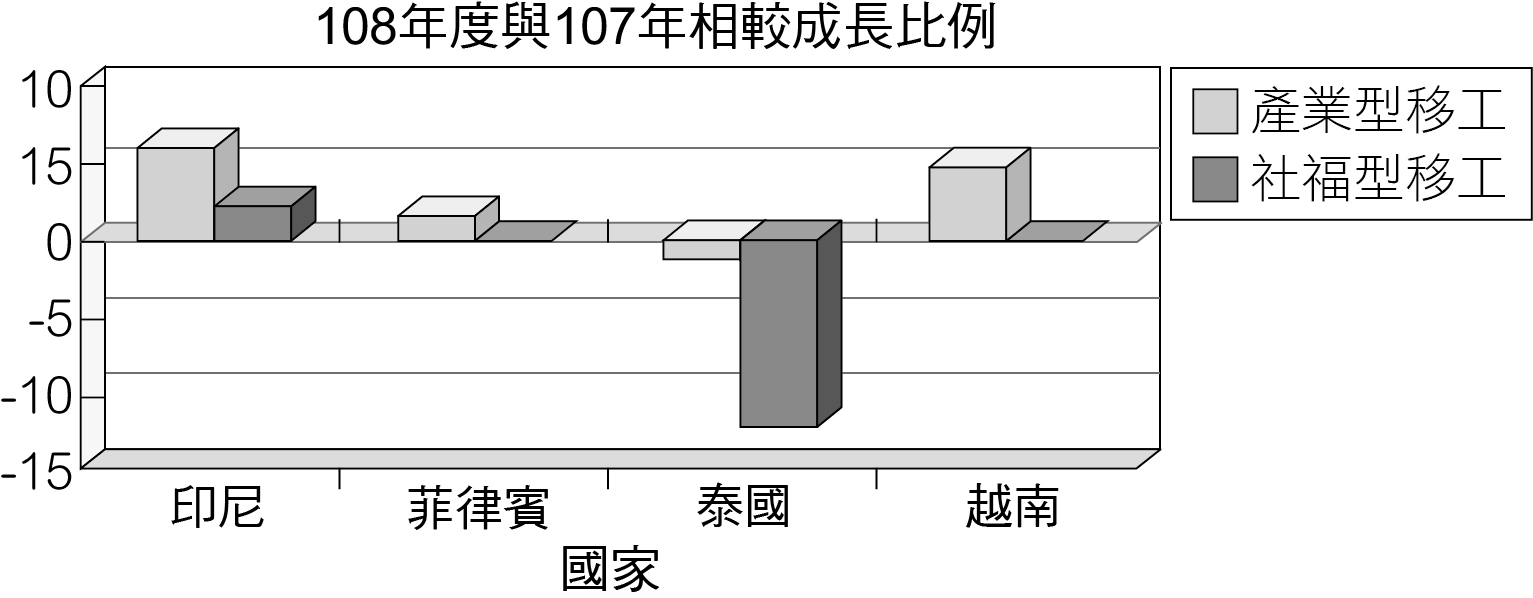 108年度與107年相較成長比例
10
15
0
-5
-10
-15
產業型移工
社福型移工
印尼 菲律賓 泰國 越南
國家